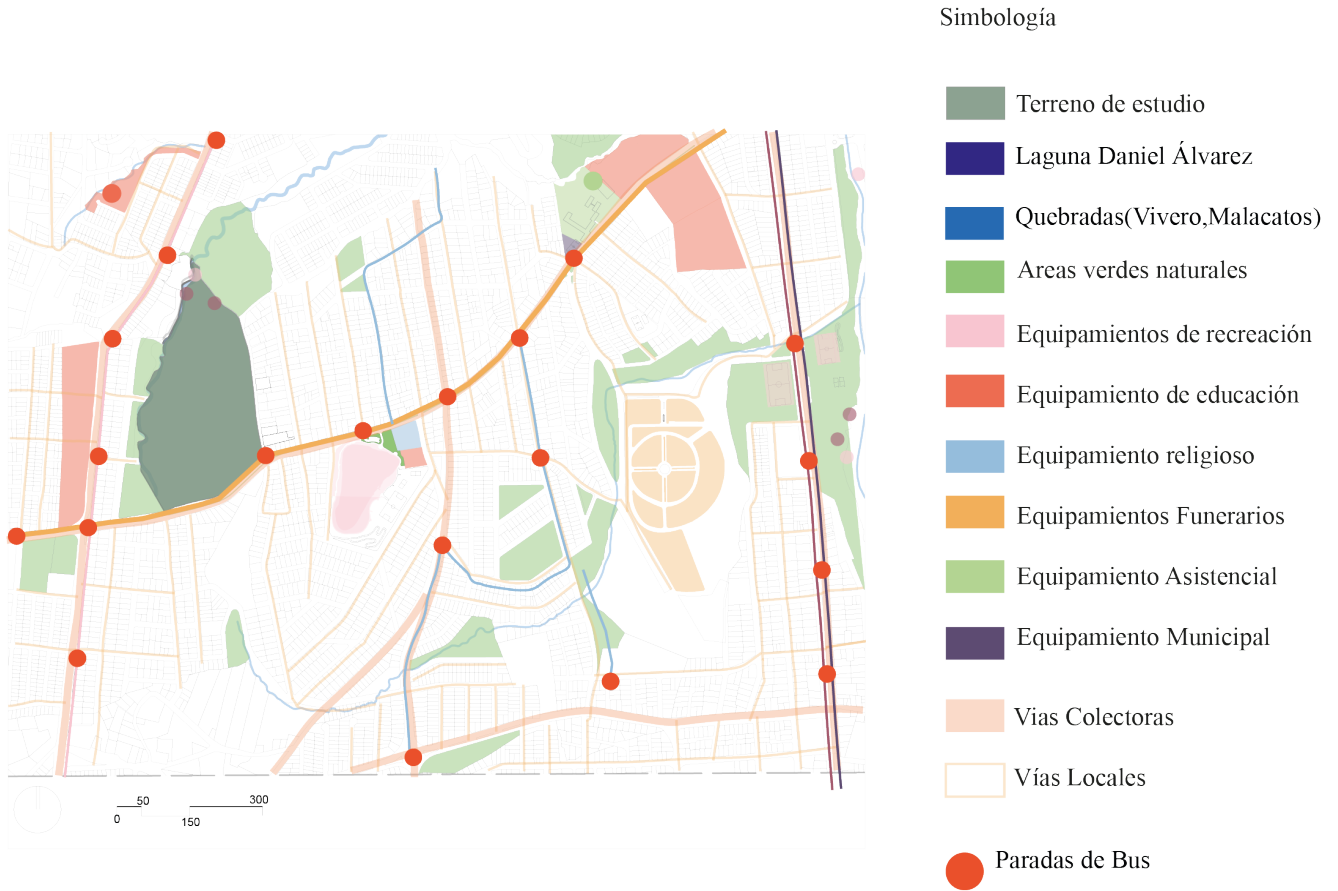 Simbología
Terreno de estudio
Laguna Daniel Álvarez
Quebradas(Vivero,Malacatos)
Areas verdes naturales
Equipamientos de recreación
Equipamiento de educación
Equipamiento religioso
Equipamientos Funerarios
Equipamiento Asistencial
Equipamiento Municipal
Vias Colectoras
Vías Locales
Paradas de Bus
50 300
0 150